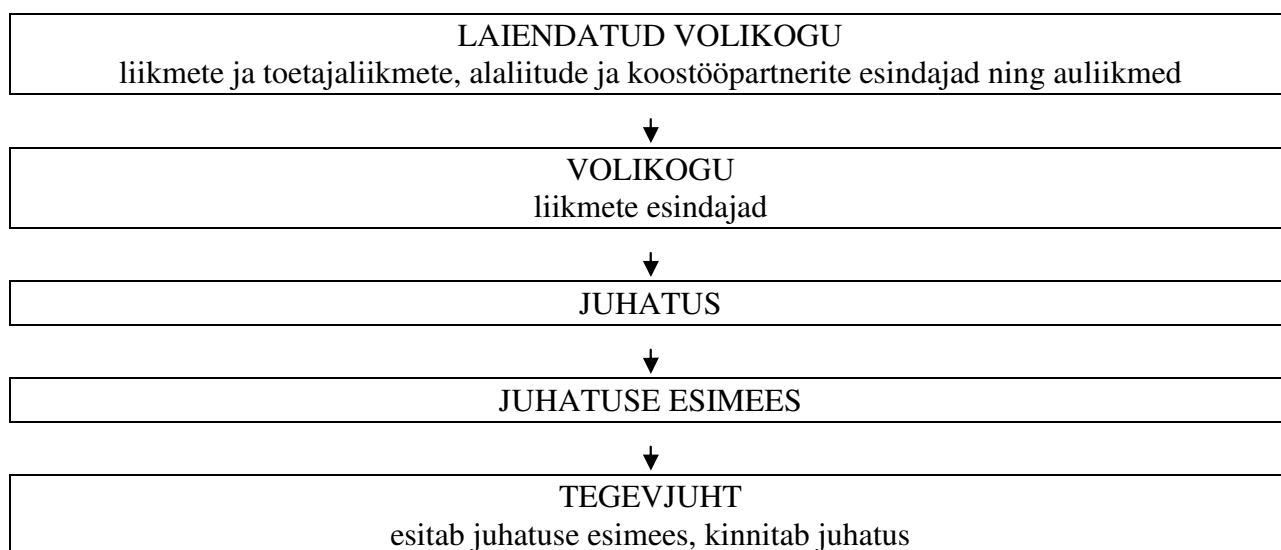 LAIENDATUD VOLIKOGU
liikmete ja toetajaliikmete, alaliitude ja koostööpartnerite esindajad ning auliikmed
VOLIKOGU
liikmete esindajad
JUHATUS
JUHATUSE ESIMEES
TEGEVJUHT
esitab juhatuse esimees, kinnitab juhatus